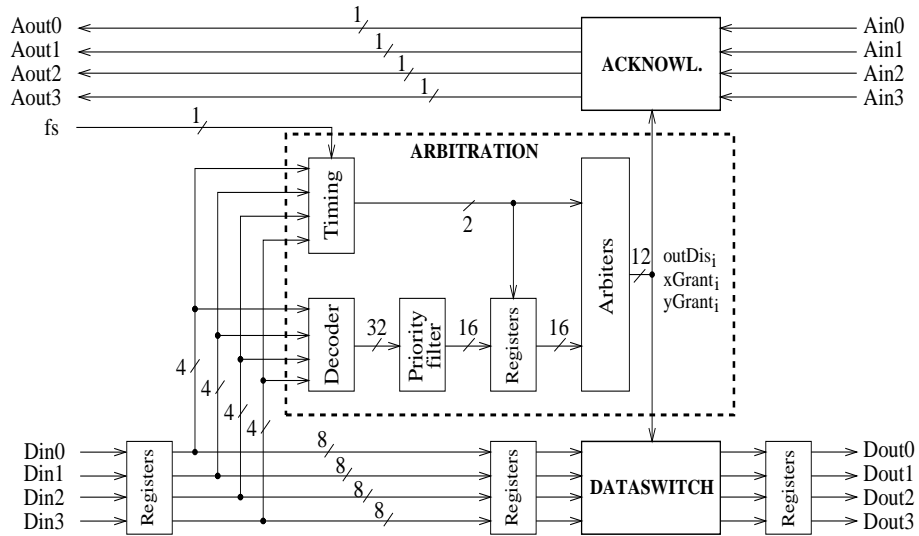 Aout0
1
Ain0
Aout1
1
Ain1
Aout2
1
ACKNOWL.
Ain2
Aout3
1
Ain3
fs
1
ARBITRATION
Timing
2
Arbiters
12
outDisi
xGranti
yGranti
Decoder
32
Priority
filter
16
Registers
16
4
4
4
4
Din0
8
Dout0
Din1
8
Dout1
Din2
8
Dout2
Din3
8
Dout3
Registers
Registers
DATASWITCH
Registers